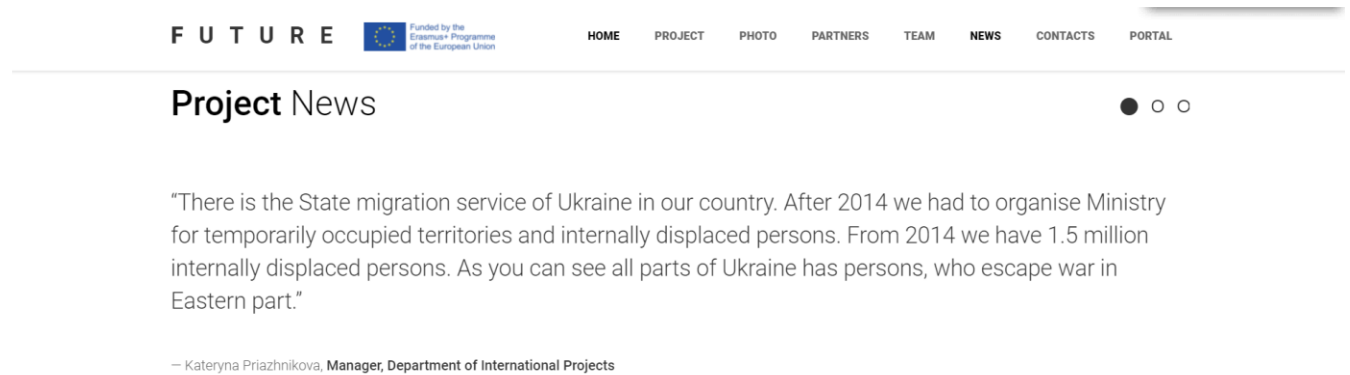 F U T U R E
Funded by the
Erasmus+ Programme
of the European Union
HOME PROJECT PHOTO PARTNERS TEAM NEWS CONTACTS PORTAL
Project News
“There is the State migration service of Ukraine in our country. After 2014 we had to organise Ministry
for temporarily occupied territories and internally displaced persons. From 2014 we have 1.5 million
internally displaced persons. As you can see all parts of Ukraine has persons, who escape war in
Eastern part.”
— Kateryna Priazhnikova, Manager, Department of International Projects